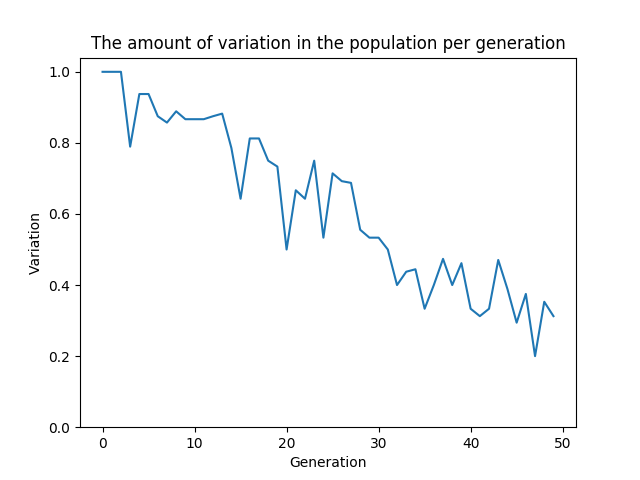 The amount of variation in the population per generation
1.0
0.8
0.6
0.4
0.2
0.0
Variation
0 10 20 30 40 50
Generation